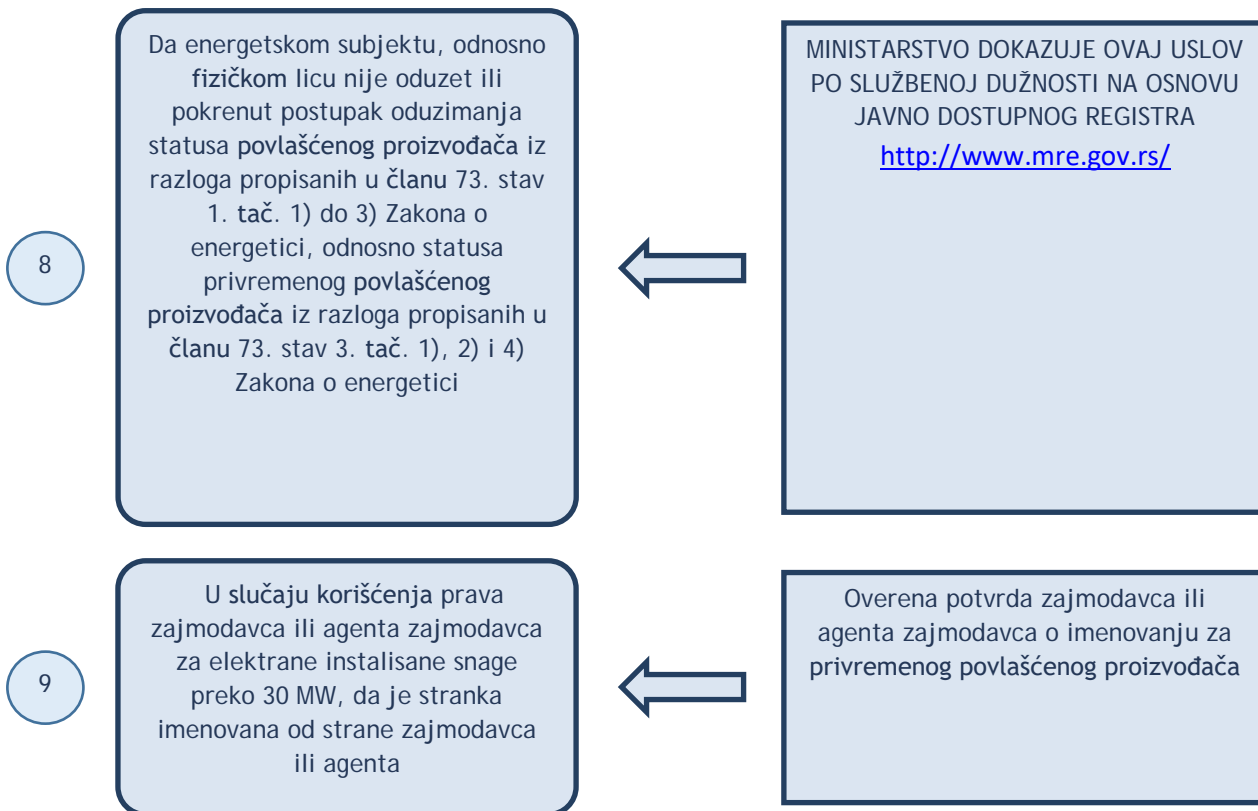 8
Da energetskom subjektu, odnosno
fizičkom licu nije oduzet ili
pokrenut postupak oduzimanja
statusa povlašćenog proizvođača iz
razloga propisanih u članu 73. stav
1. tač. 1) do 3) Zakona o
energetici, odnosno statusa
privremenog povlašćenog
proizvođača iz razloga propisanih u
članu 73. stav 3. tač. 1), 2) i 4)
Zakona o energetici
MINISTARSTVO DOKAZUJE OVAJ USLOV
PO SLUŽBENOJ DUŽNOSTI NA OSNOVU
JAVNO DOSTUPNOG REGISTRA
http://www.mre.gov.rs/
9
U slučaju korišćenja prava
zajmodavca ili agenta zajmodavca
za elektrane instalisane snage
preko 30 MW, da je stranka
imenovana od strane zajmodavca
ili agenta
Overena potvrda zajmodavca ili
agenta zajmodavca o imenovanju za
privremenog povlašćenog proizvođača